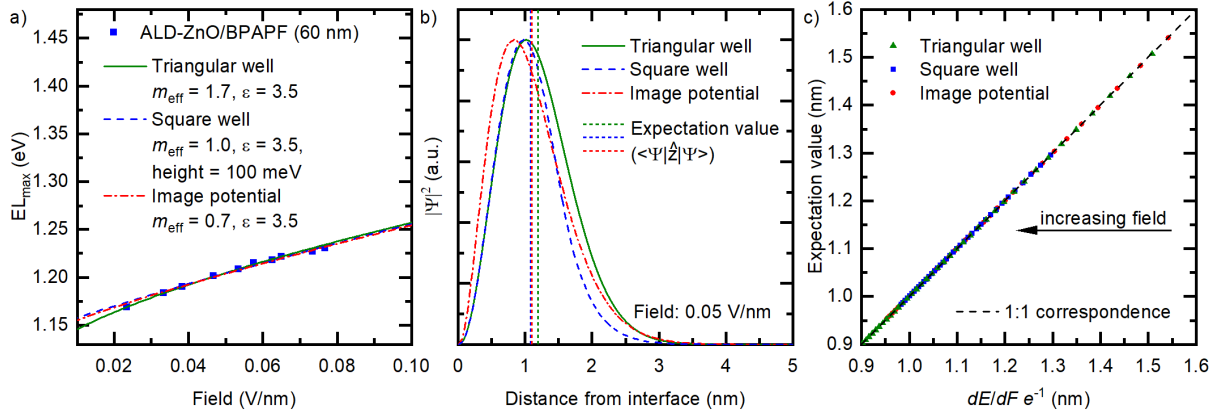 a)
ALD-ZnO/BPAPF (60 nm)
Triangular well
m_eff = 1.7, ε = 3.5
Square well
m_eff = 1.0, ε = 3.5,
height = 100 meV
Image potential
m_eff = 0.7, ε = 3.5
1.45
1.40
1.35
1.30
1.25
1.20
1.15
EL_max (eV)
0.02 0.04 0.06 0.08 0.10
Field (V/nm)
b)
Triangular well
Square well
Image potential
Expectation value
(<Ψ|ẑ|Ψ>)
Field: 0.05 V/nm
|Ψ|² (a.u.)
0 1 2 3 4 5
Distance from interface (nm)
c)
Triangular well
Square well
Image potential
increasing field
1:1 correspondence
1.6
1.5
1.4
1.3
1.2
1.1
1.0
0.9
Expectation value (nm)
0.9 1.0 1.1 1.2 1.3 1.4 1.5 1.6
dE/dF e⁻¹ (nm)